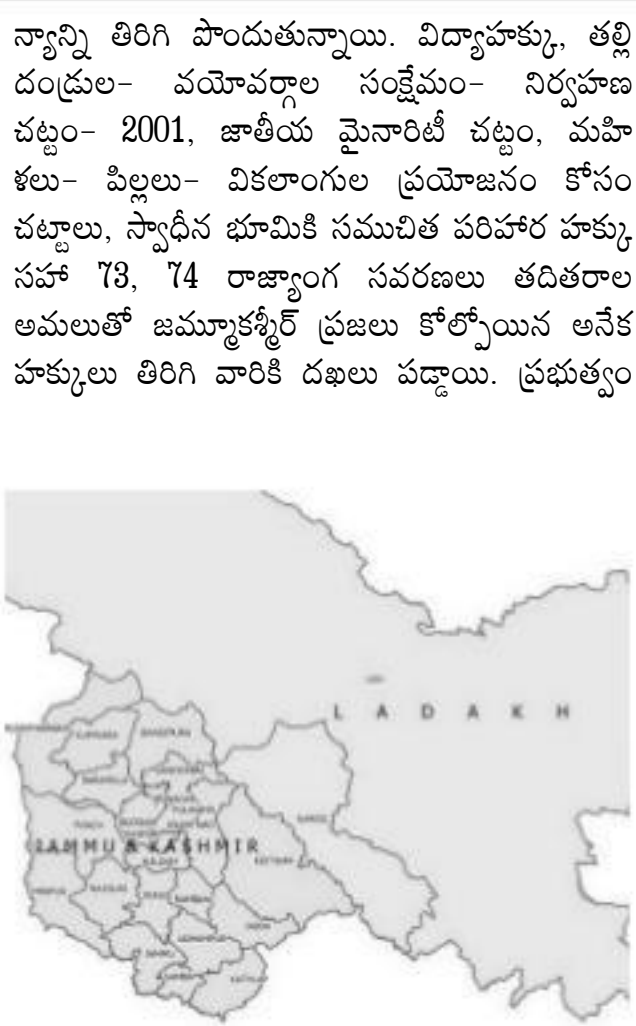 న్యాన్ని తిరిగి పొందుతున్నాయి. విద్యాహక్కు, తల్లి
దండ్రుల- వయోవర్గాల సంక్షేమం- నిర్వహణ
చట్టం- 2001, జాతీయ మైనారిటీ చట్టం, మహి
ళలు- పిల్లలు- వికలాంగుల ప్రయోజనం కోసం
చట్టాలు, స్వాధీన భూమికి సముచిత పరిహార హక్కు
సహా 73, 74 రాజ్యాంగ సవరణలు తదితరాల
అమలుతో జమ్మూకశ్మీర్ ప్రజలు కోల్పోయిన అనేక
హక్కులు తిరిగి వారికి దఖలు పడ్డాయి. ప్రభుత్వం
LADAKH
JAMMU & KASHMIR